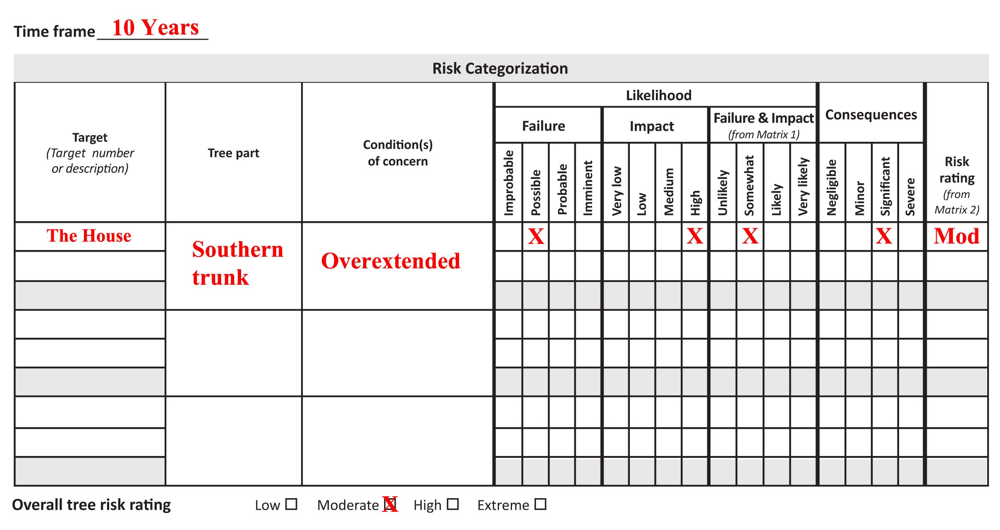 Time frame 10 Years
Risk Categorization
Likelihood
Failure
Impact
Failure & Impact
(from Matrix 1)
Consequences
Target
(Target number
or description)
Tree part
Condition(s)
of concern
Improbable
Possible
Probable
Imminent
Very low
Low
Medium
High
Unlikely
Somewhat
Likely
Very likely
Negligible
Minor
Significant
Severe
Risk
rating
(from
Matrix 2)
The House
Southern
trunk
Overextended
X X X X Mod
Overall tree risk rating Low Moderate X High Extreme